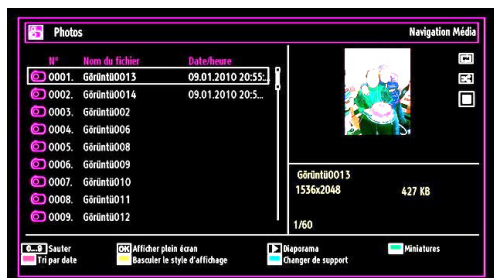 Photos
Navigation Média
N° Nom du fichier Date/heure
0001. Görüntü0013 09.01.2010 20:55:..
0002. Görüntü0014 09.01.2010 20:5...
0003. Görüntü002
0004. Görüntü006
0005. Görüntü008
0006. Görüntü009
0007. Görüntü010
0008. Görüntü011
0009. Görüntü012
Görüntü0013
1536x2048 427 KB
1/60
0...9 Sauter OK Afficher plein écran Diaporama Miniatures
Tri par date Basculer le style d'affichage Changer de support